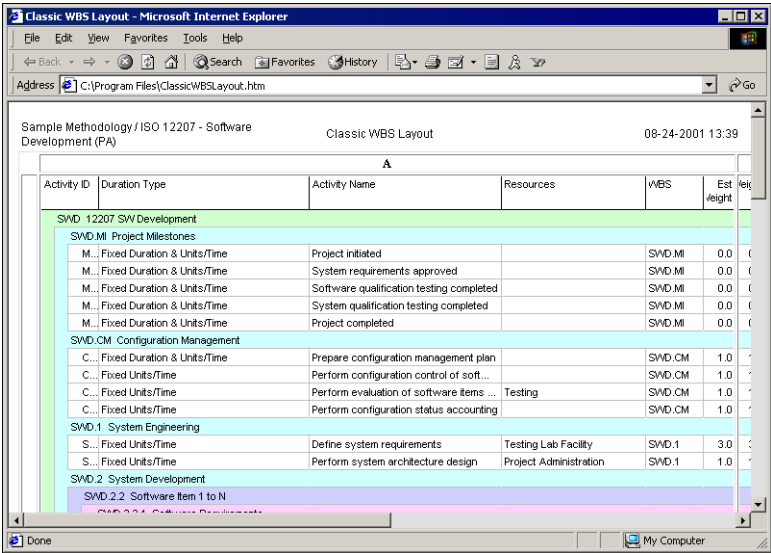 Classic WBS Layout - Microsoft Internet Explorer
File Edit View Favorites Tools Help
Back Search Favorites History
Address C:\Program Files\ClassicWBSLayout.htm Go
Sample Methodology / ISO 12207 - Software
Development (PA)
Classic WBS Layout
08-24-2001 13:39
A
Activity ID Duration Type Activity Name Resources WBS Est
SWD 12207 SW Development
SWD.MI Project Milestones
M... Fixed Duration & Units/Time Project initiated SWD.MI 0.0
M... Fixed Duration & Units/Time System requirements approved SWD.MI 0.0
M... Fixed Duration & Units/Time Software qualification testing completed SWD.MI 0.0
M... Fixed Duration & Units/Time System qualification testing completed SWD.MI 0.0
M... Fixed Duration & Units/Time Project completed SWD.MI 0.0
SWD.CM Configuration Management
C... Fixed Duration & Units/Time Prepare configuration management plan SWD.CM 1.0
C... Fixed Units/Time Perform configuration control of soft... SWD.CM 1.0
C... Fixed Units/Time Perform evaluation of software items ... Testing SWD.CM 1.0
C... Fixed Units/Time Perform configuration status accounting SWD.CM 1.0
SWD.1 System Engineering
S... Fixed Units/Time Define system requirements Testing Lab Facility SWD.1 3.0
S... Fixed Units/Time Perform system architecture design Project Administration SWD.1 1.0
SWD.2 System Development
SWD.2.2 Software Item 1 to N
Done My Computer